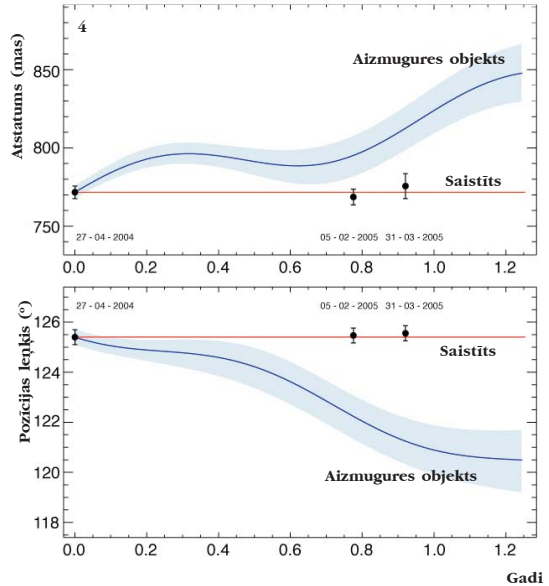 4
Atstatums (mas)
850
800
750
Aizmugures objekts
Saistīts
27 - 04 - 2004
05 - 02 - 2005 31 - 03 - 2005
0.0 0.2 0.4 0.6 0.8 1.0 1.2
Pozīcijas leņķis (°)
27 - 04 - 2004
05 - 02 - 2005 31 - 03 - 2005
126
124
122
120
118
Saistīts
Aizmugures objekts
0.0 0.2 0.4 0.6 0.8 1.0 1.2
Gadi